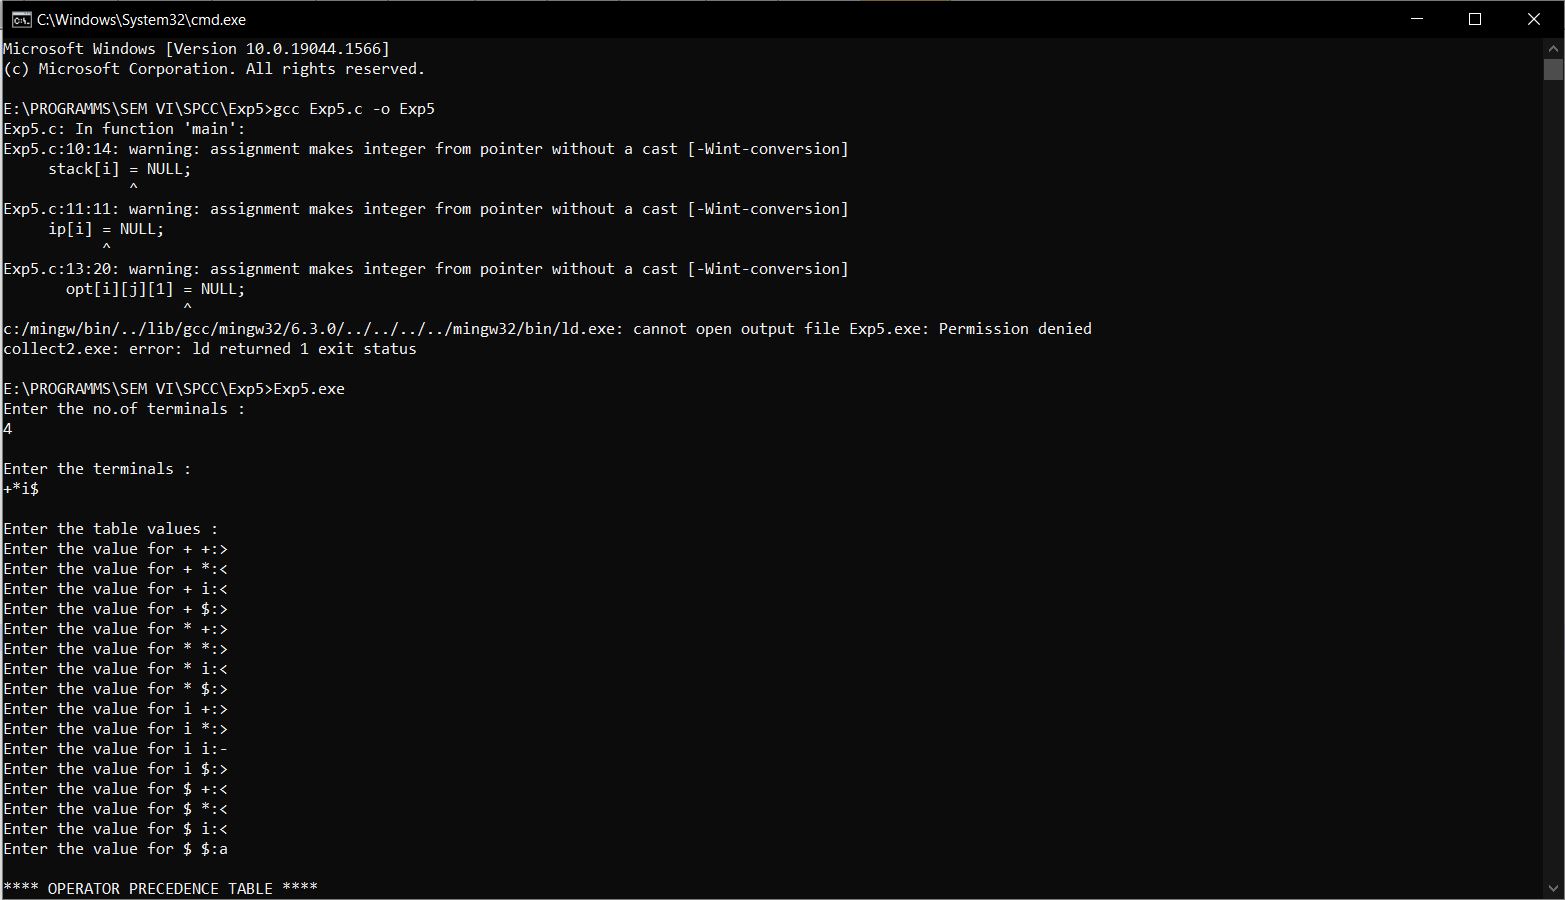 C:\Windows\System32\cmd.exe
Microsoft Windows [Version 10.0.19044.1566]
(c) Microsoft Corporation. All rights reserved.
E:\PROGRAMMS\SEM VI\SPCC\Exp5>gcc Exp5.c -o Exp5
Exp5.c: In function 'main':
Exp5.c:10:14: warning: assignment makes integer from pointer without a cast [-Wint-conversion]
     stack[i] = NULL;
              ^
Exp5.c:11:11: warning: assignment makes integer from pointer without a cast [-Wint-conversion]
     ip[i] = NULL;
           ^
Exp5.c:13:20: warning: assignment makes integer from pointer without a cast [-Wint-conversion]
       opt[i][j][1] = NULL;
                    ^
c:/mingw/bin/../lib/gcc/mingw32/6.3.0/../../../../mingw32/bin/ld.exe: cannot open output file Exp5.exe: Permission denied
collect2.exe: error: ld returned 1 exit status
E:\PROGRAMMS\SEM VI\SPCC\Exp5>Exp5.exe
Enter the no.of terminals :
4
Enter the terminals :
+*i$
Enter the table values :
Enter the value for + +:>
Enter the value for + *:<
Enter the value for + i:<
Enter the value for + $:>
Enter the value for * +:>
Enter the value for * *:>
Enter the value for * i:<
Enter the value for * $:>
Enter the value for i +:>
Enter the value for i *:>
Enter the value for i i:-
Enter the value for i $:>
Enter the value for $ +:<
Enter the value for $ *:<
Enter the value for $ i:<
Enter the value for $ $:a
**** OPERATOR PRECEDENCE TABLE ****